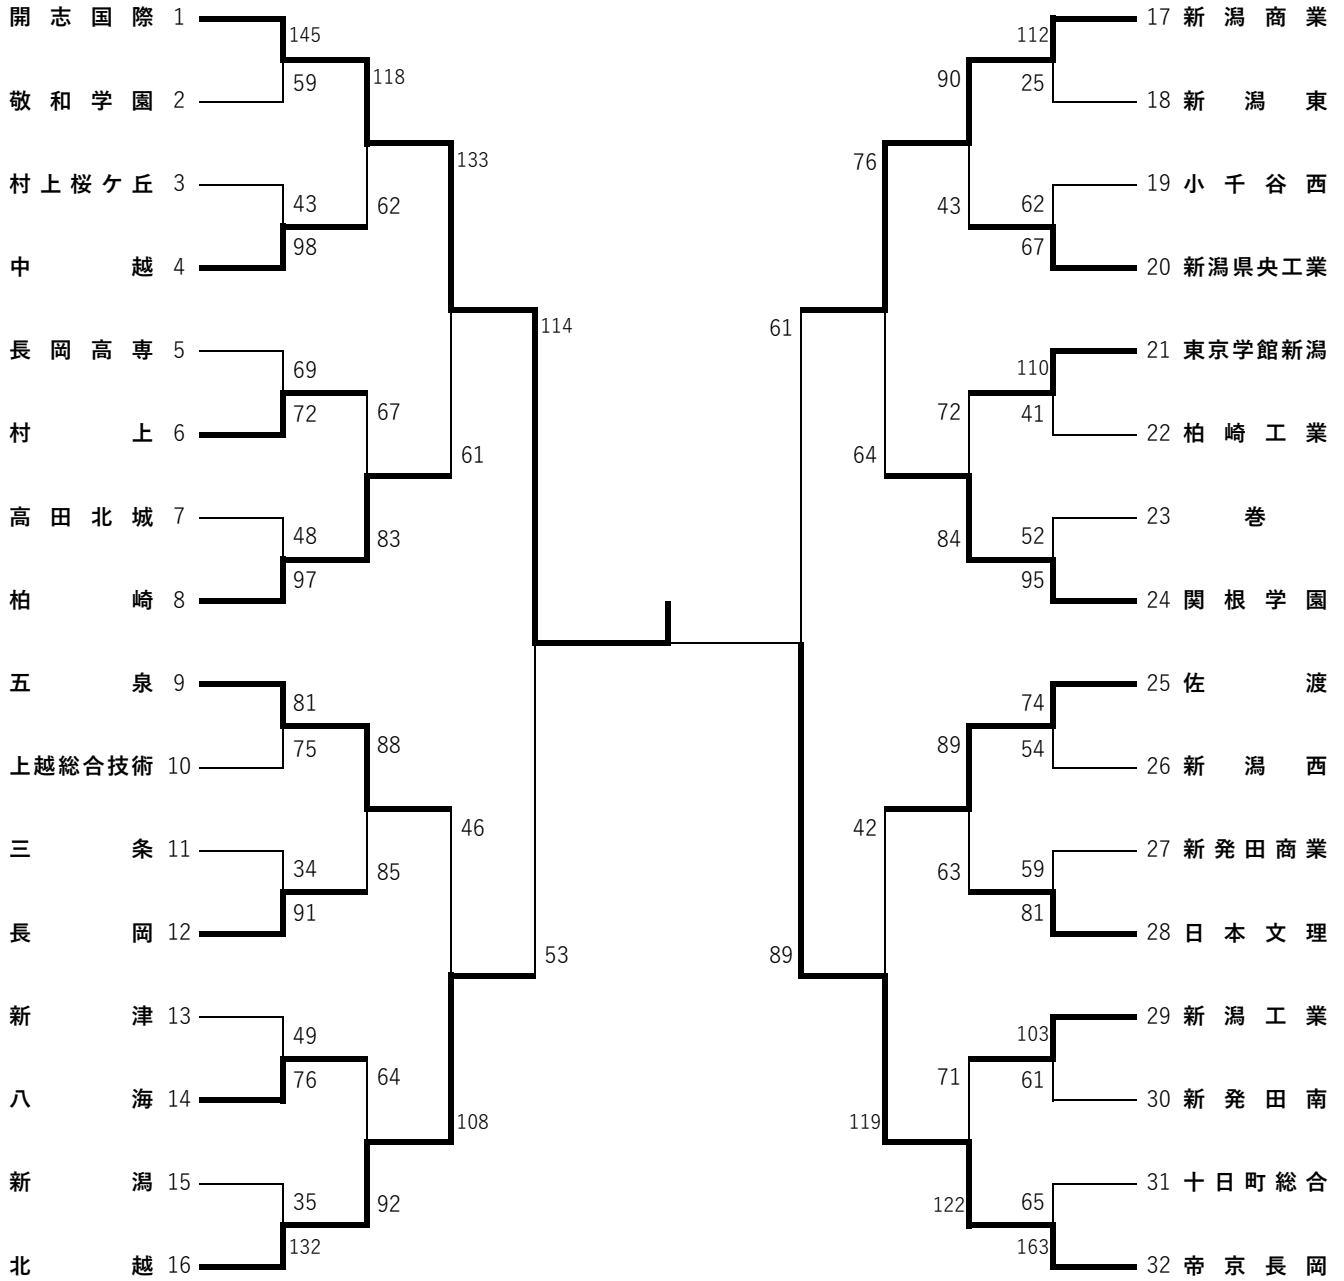 開志国際 1
145
59
敬和学園 2
118
村上桜ケ丘 3
43
98
中越 4
62
133
長岡高専 5
69
72
村上 6
67
高田北城 7
48
97
柏崎 8
83
61
114
五泉 9
81
75
上越総合技術 10
88
三条 11
34
91
長岡 12
85
46
新津 13
49
76
八海 14
64
新潟 15
35
132
北越 16
92
108
53
17 新潟商業
112
25
18 新潟東
90
19 小千谷西
62
67
20 新潟県央工業
43
76
21 東京学館新潟
110
41
22 柏崎工業
72
23 巻
52
95
24 関根学園
84
64
61
25 佐渡
74
54
26 新潟西
89
27 新発田商業
59
81
28 日本文理
63
42
29 新潟工業
103
61
30 新発田南
71
31 十日町総合
65
163
32 帝京長岡
122
119
89